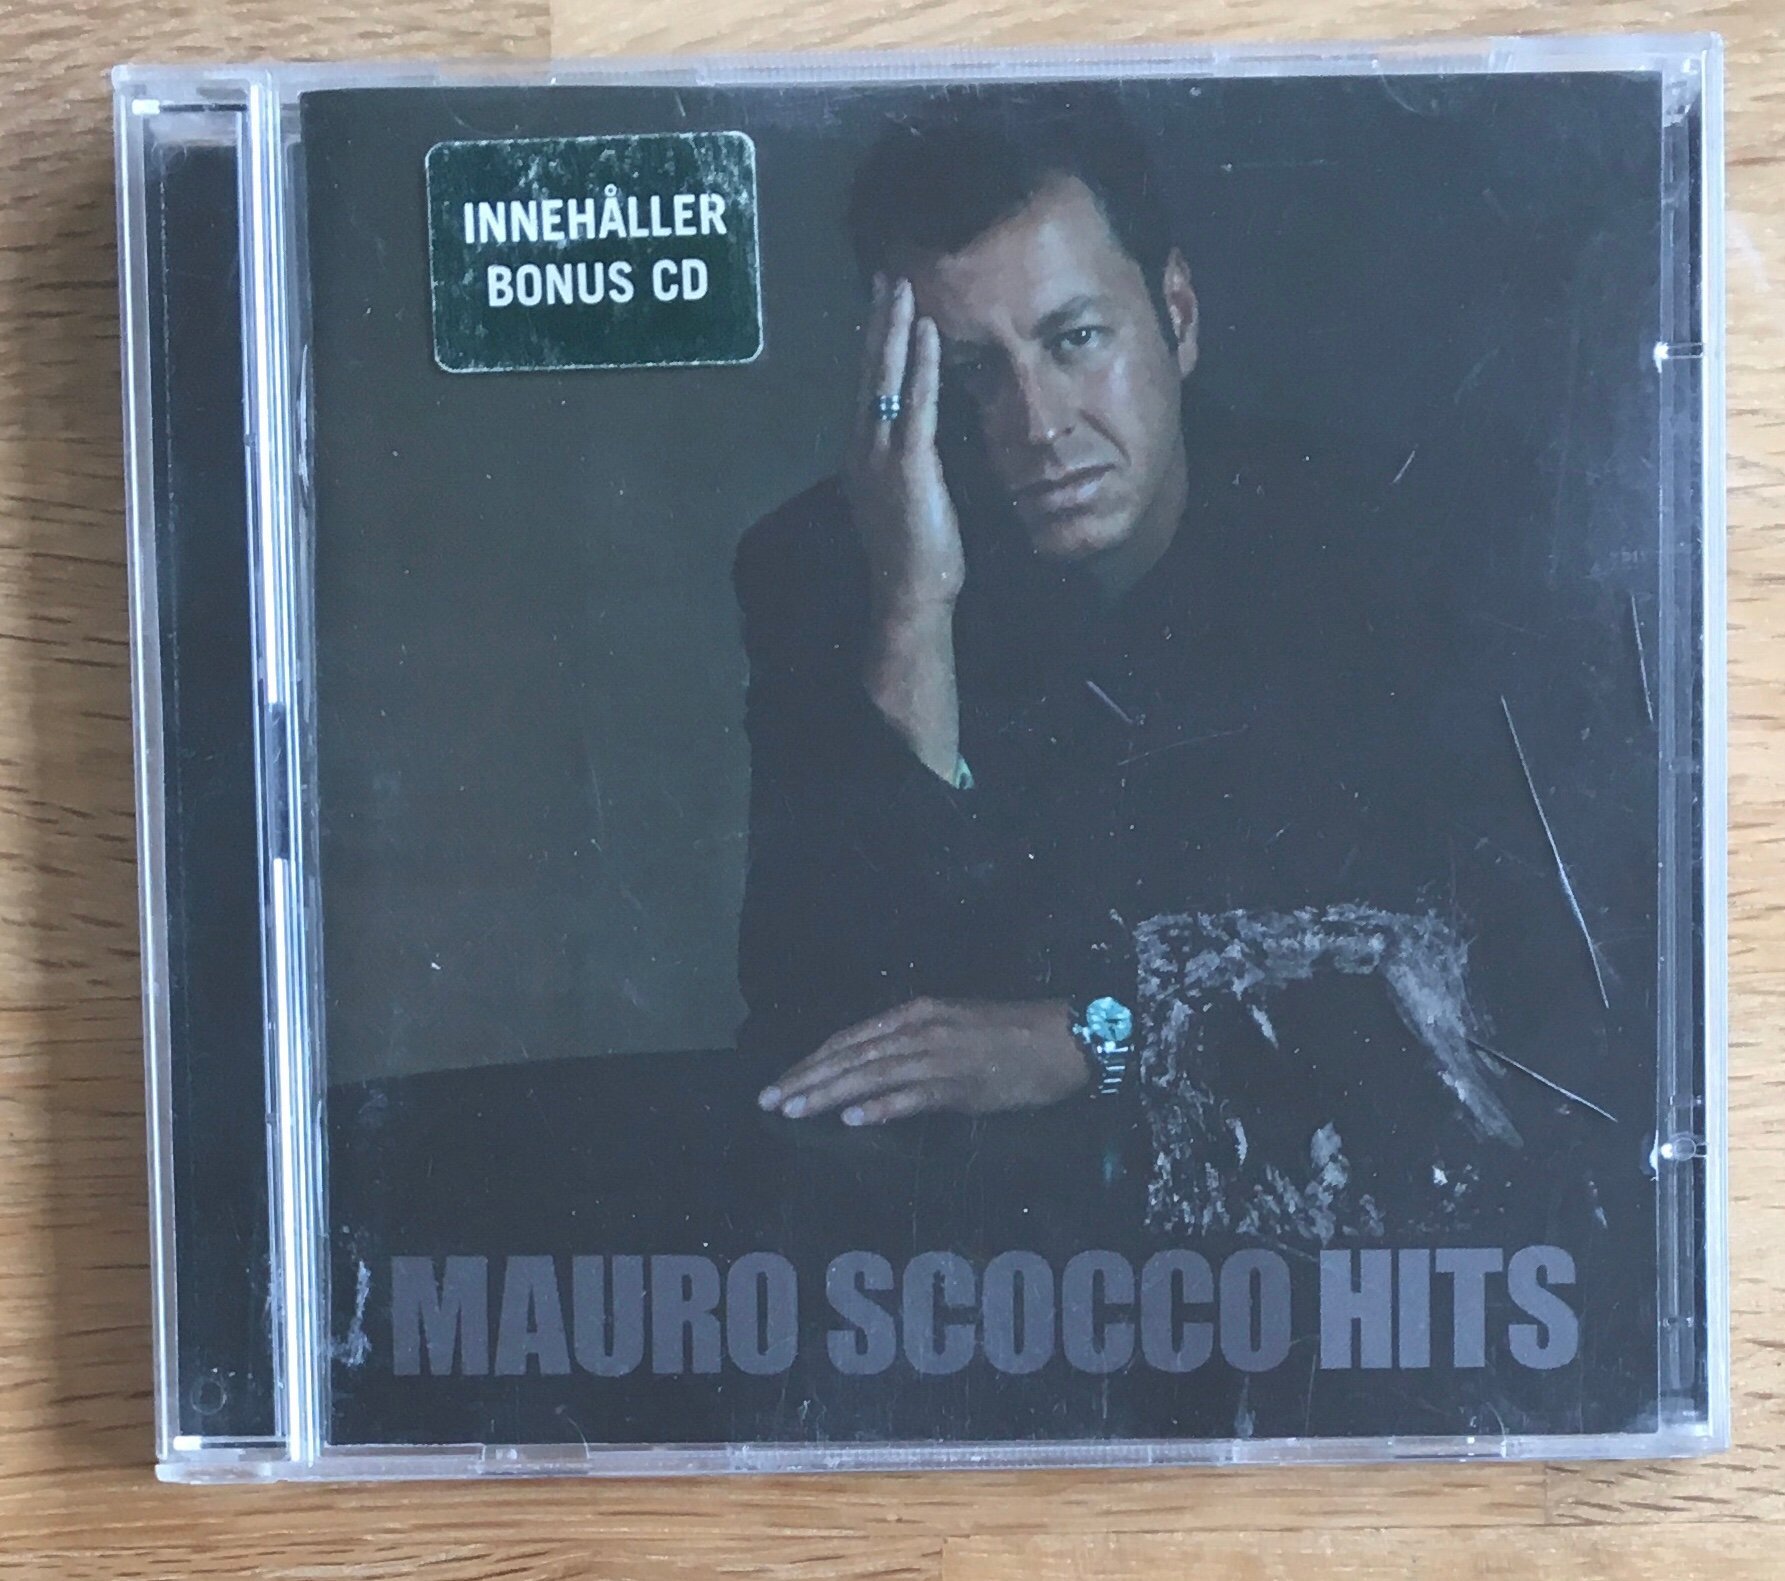 INNEHÅLLER
BONUS CD
MAURO SCOCCO HITS